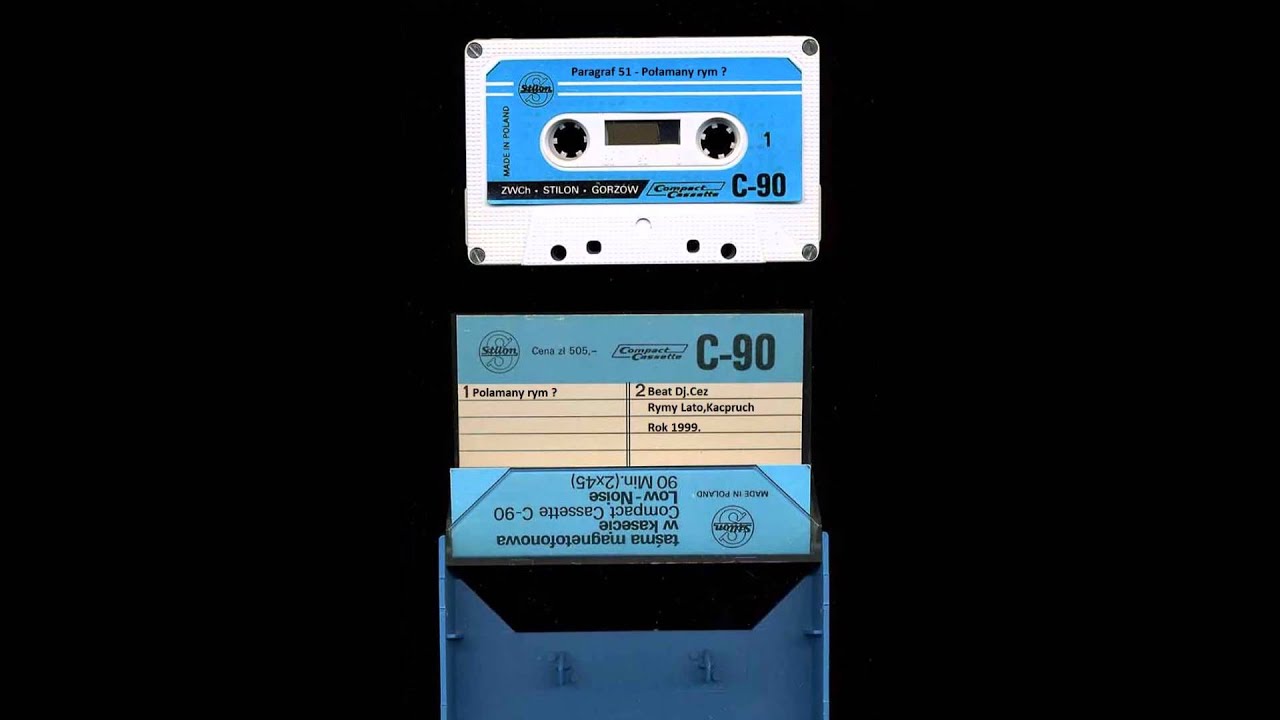 Paragraf 51 - Połamany rym ?
Stilon
MADE IN POLAND
1
ZWCh • STILON • GORZÓW
Compact Cassette
C-90
Stilon
Cena zł 505,-
Compact Cassette
C-90
1 Połamany rym ?
2 Beat Dj.Cez
Rymy Lato,Kacpruch
Rok 1999.
taśma magnetofonowa
w kasecie
Compact Cassette C-90
Low-Noise
90 Min.(2x45)
Stilon
MADE IN POLAND